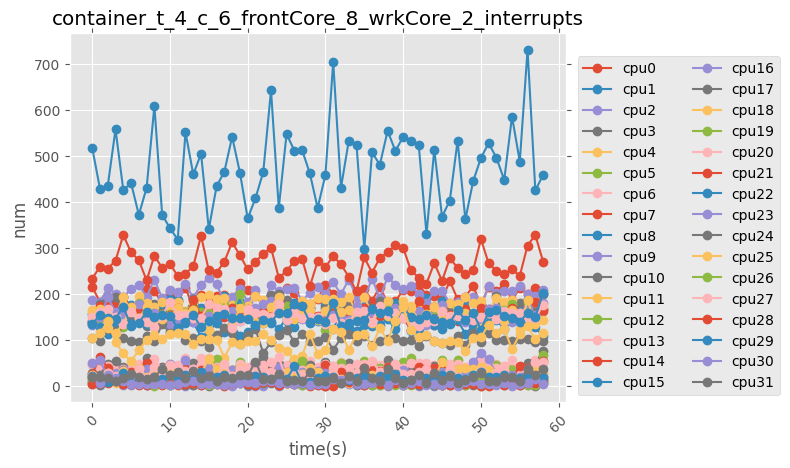 container_t_4_c_6_frontCore_8_wrkCore_2_interrupts
num
700
600
500
400
300
200
100
0
0
10
20
30
40
50
60
time(s)
cpu0
cpu1
cpu2
cpu3
cpu4
cpu5
cpu6
cpu7
cpu8
cpu9
cpu10
cpu11
cpu12
cpu13
cpu14
cpu15
cpu16
cpu17
cpu18
cpu19
cpu20
cpu21
cpu22
cpu23
cpu24
cpu25
cpu26
cpu27
cpu28
cpu29
cpu30
cpu31